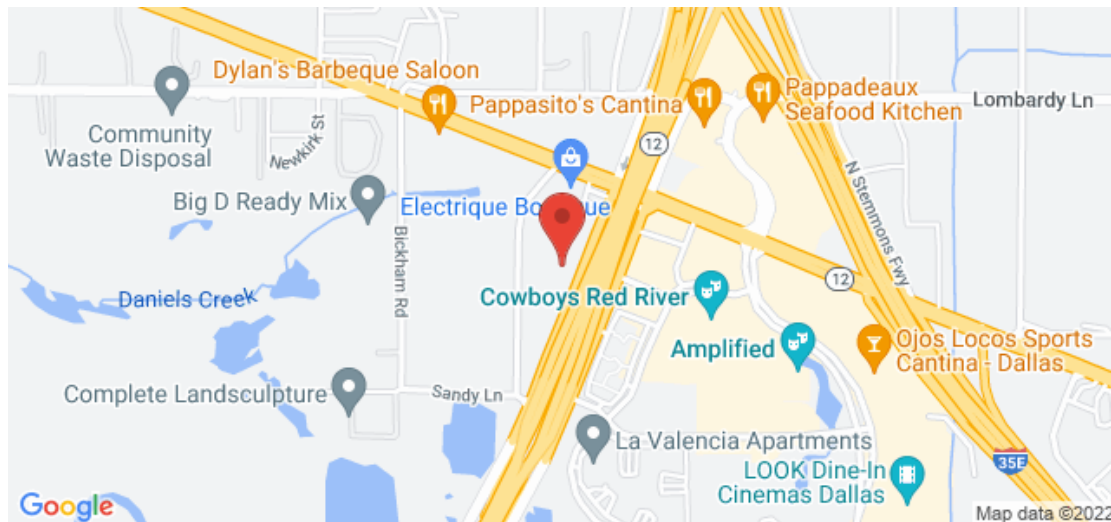 Dylan's Barbeque Saloon
Pappasito's Cantina
Pappadeaux
Seafood Kitchen
Lombardy Ln
Community
Waste Disposal
Newkirk St
12
Electrique Bo
ue
Big D Ready Mix
Bickham Rd
N Stemmons Fwy
12
Daniels Creek
Cowboys Red River
Amplified
Ojos Locos Sports
Cantina - Dallas
Complete Landsculpture
Sandy Ln
La Valencia Apartments
35E
LOOK Dine-In
Cinemas Dallas
Google
Map data ©2022